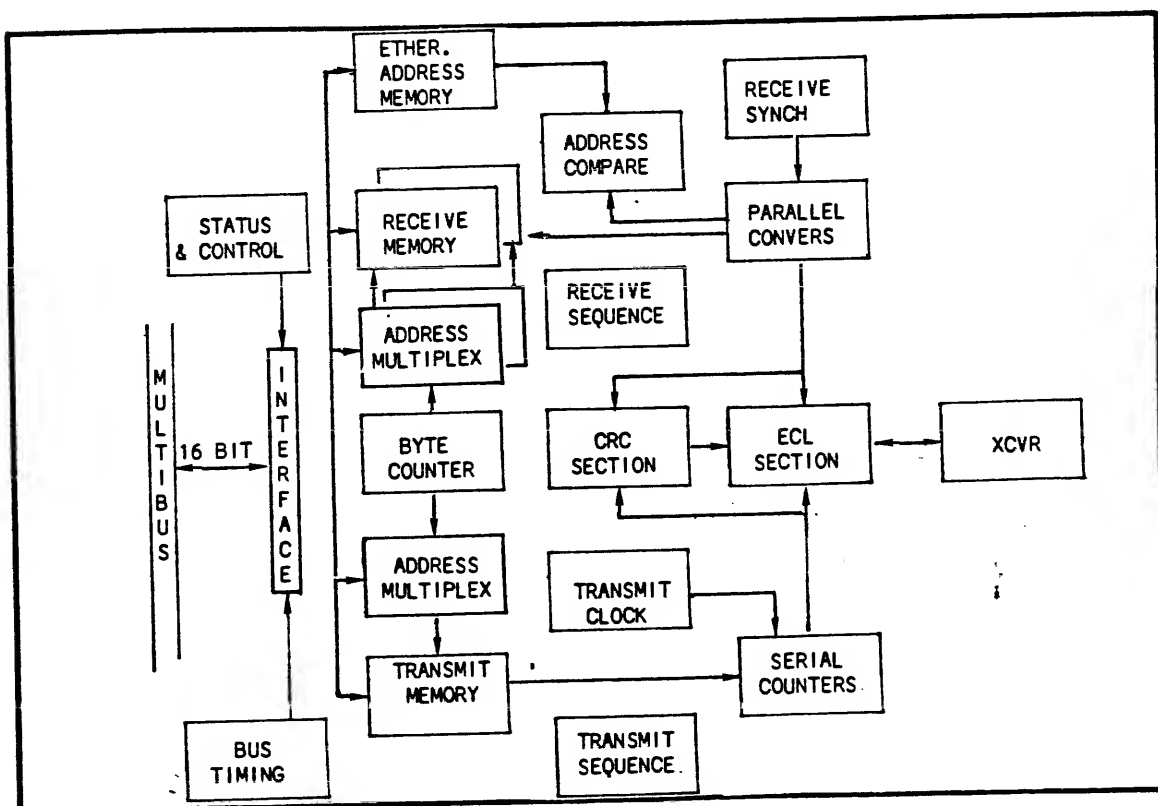 ETHER.
ADDRESS
MEMORY
RECEIVE
SYNCH
ADDRESS
COMPARE
STATUS
& CONTROL
RECEIVE
MEMORY
PARALLEL
CONVERS
RECEIVE
SEQUENCE
ADDRESS
MULTIPLEX
MULTIBUS
16 BIT
INTERFACE
BYTE
COUNTER
CRC
SECTION
ECL
SECTION
XCVR
ADDRESS
MULTIPLEX
TRANSMIT
CLOCK
TRANSMIT
MEMORY
SERIAL
COUNTERS
BUS
TIMING
TRANSMIT
SEQUENCE